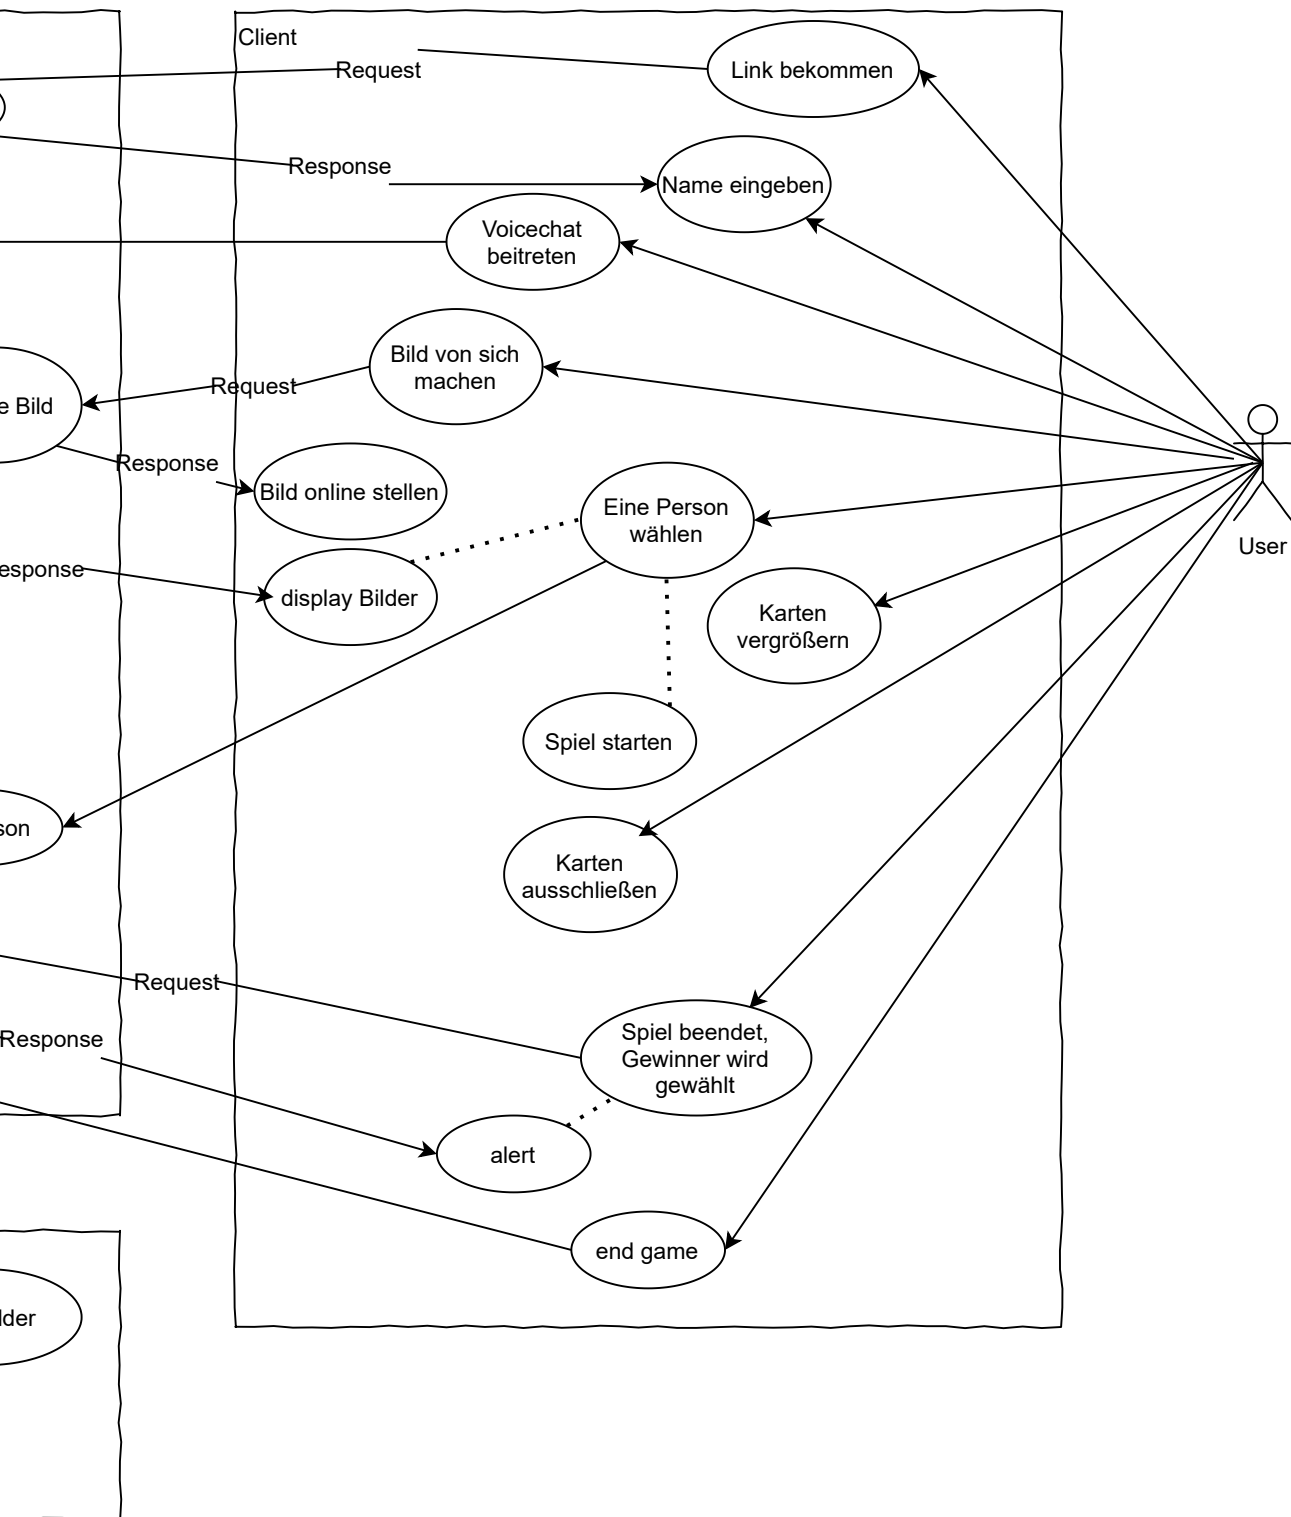 Client
Request
Link bekommen
Response
Name eingeben
Voicechat
beitreten
Bild von sich
machen
Request
e Bild
Response
Bild online stellen
Eine Person
wählen
User
esponse
display Bilder
Karten
vergrößern
Spiel starten
son
Karten
ausschließen
Request
Response
Spiel beendet,
Gewinner wird
gewählt
alert
end game
lder